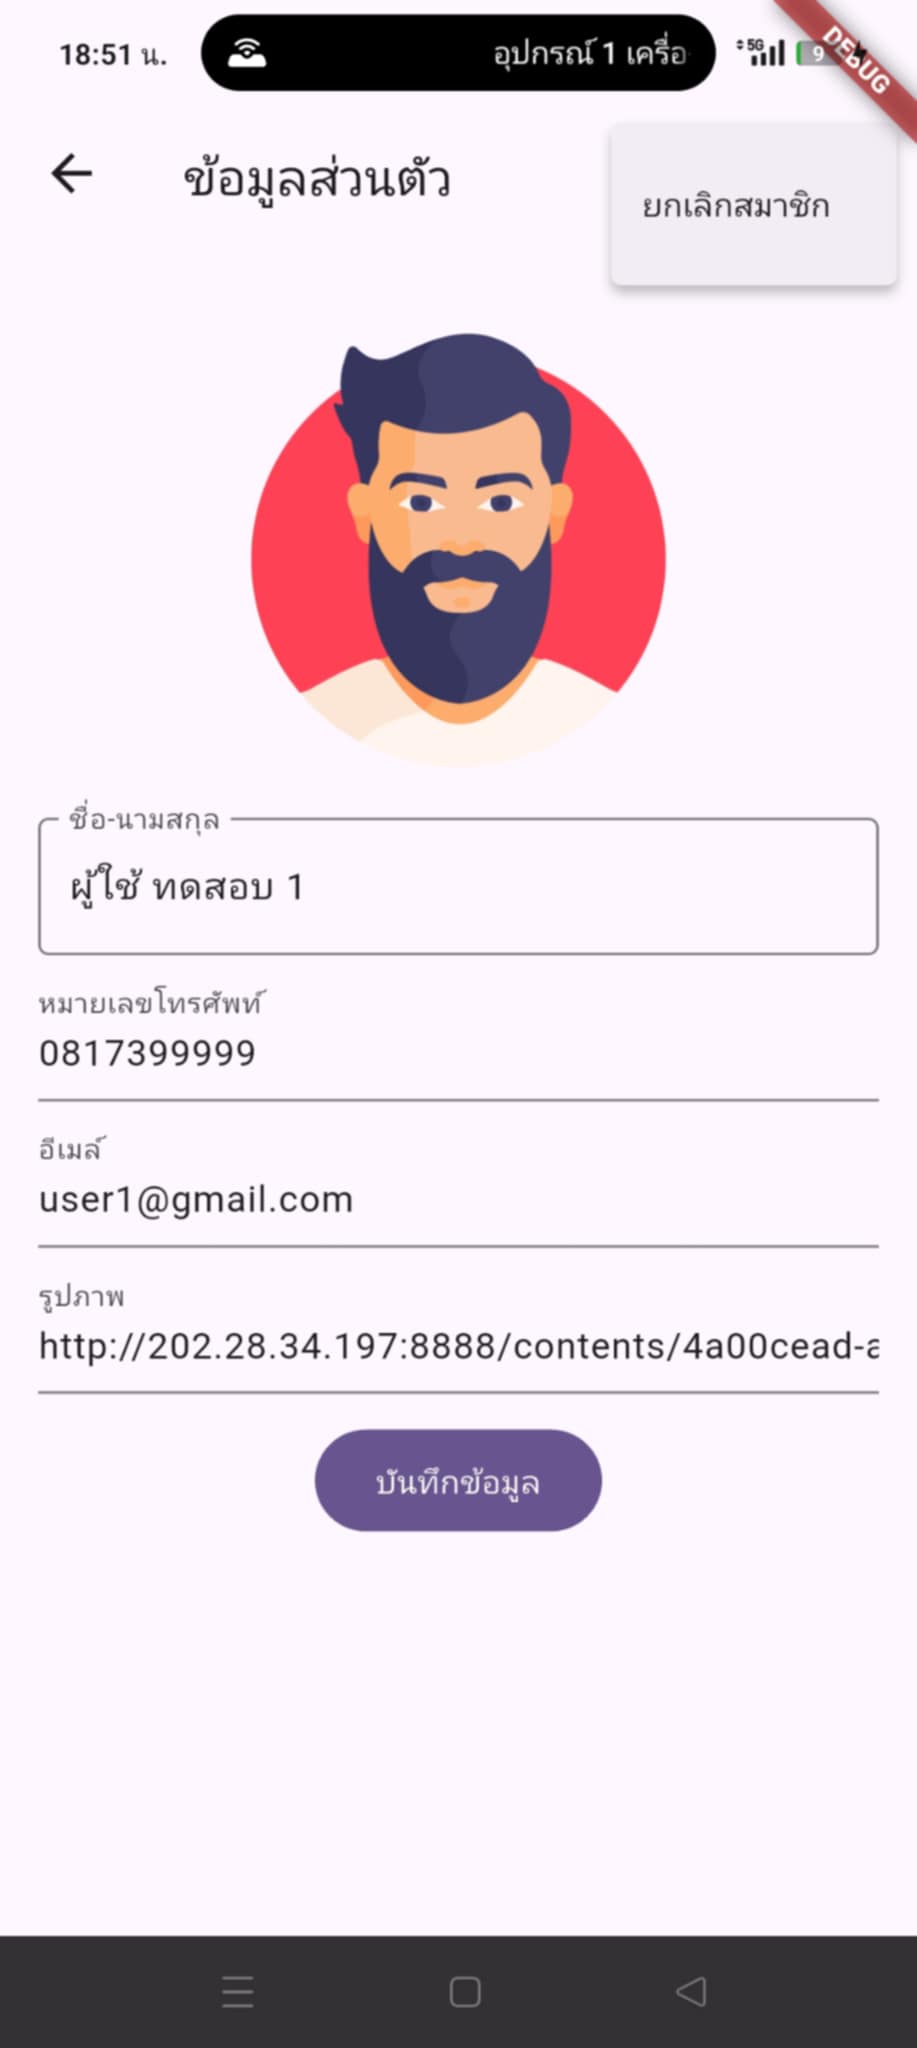 18:51 น.
อุปกรณ์ 1 เครื่อ
5G
9
DEBUG
ข้อมูลส่วนตัว
ยกเลิกสมาชิก
ชื่อ-นามสกุล
ผู้ใช้ ทดสอบ 1
หมายเลขโทรศัพท์
0817399999
อีเมล์
user1@gmail.com
รูปภาพ
http://202.28.34.197:8888/contents/4a00cead-a
บันทึกข้อมูล